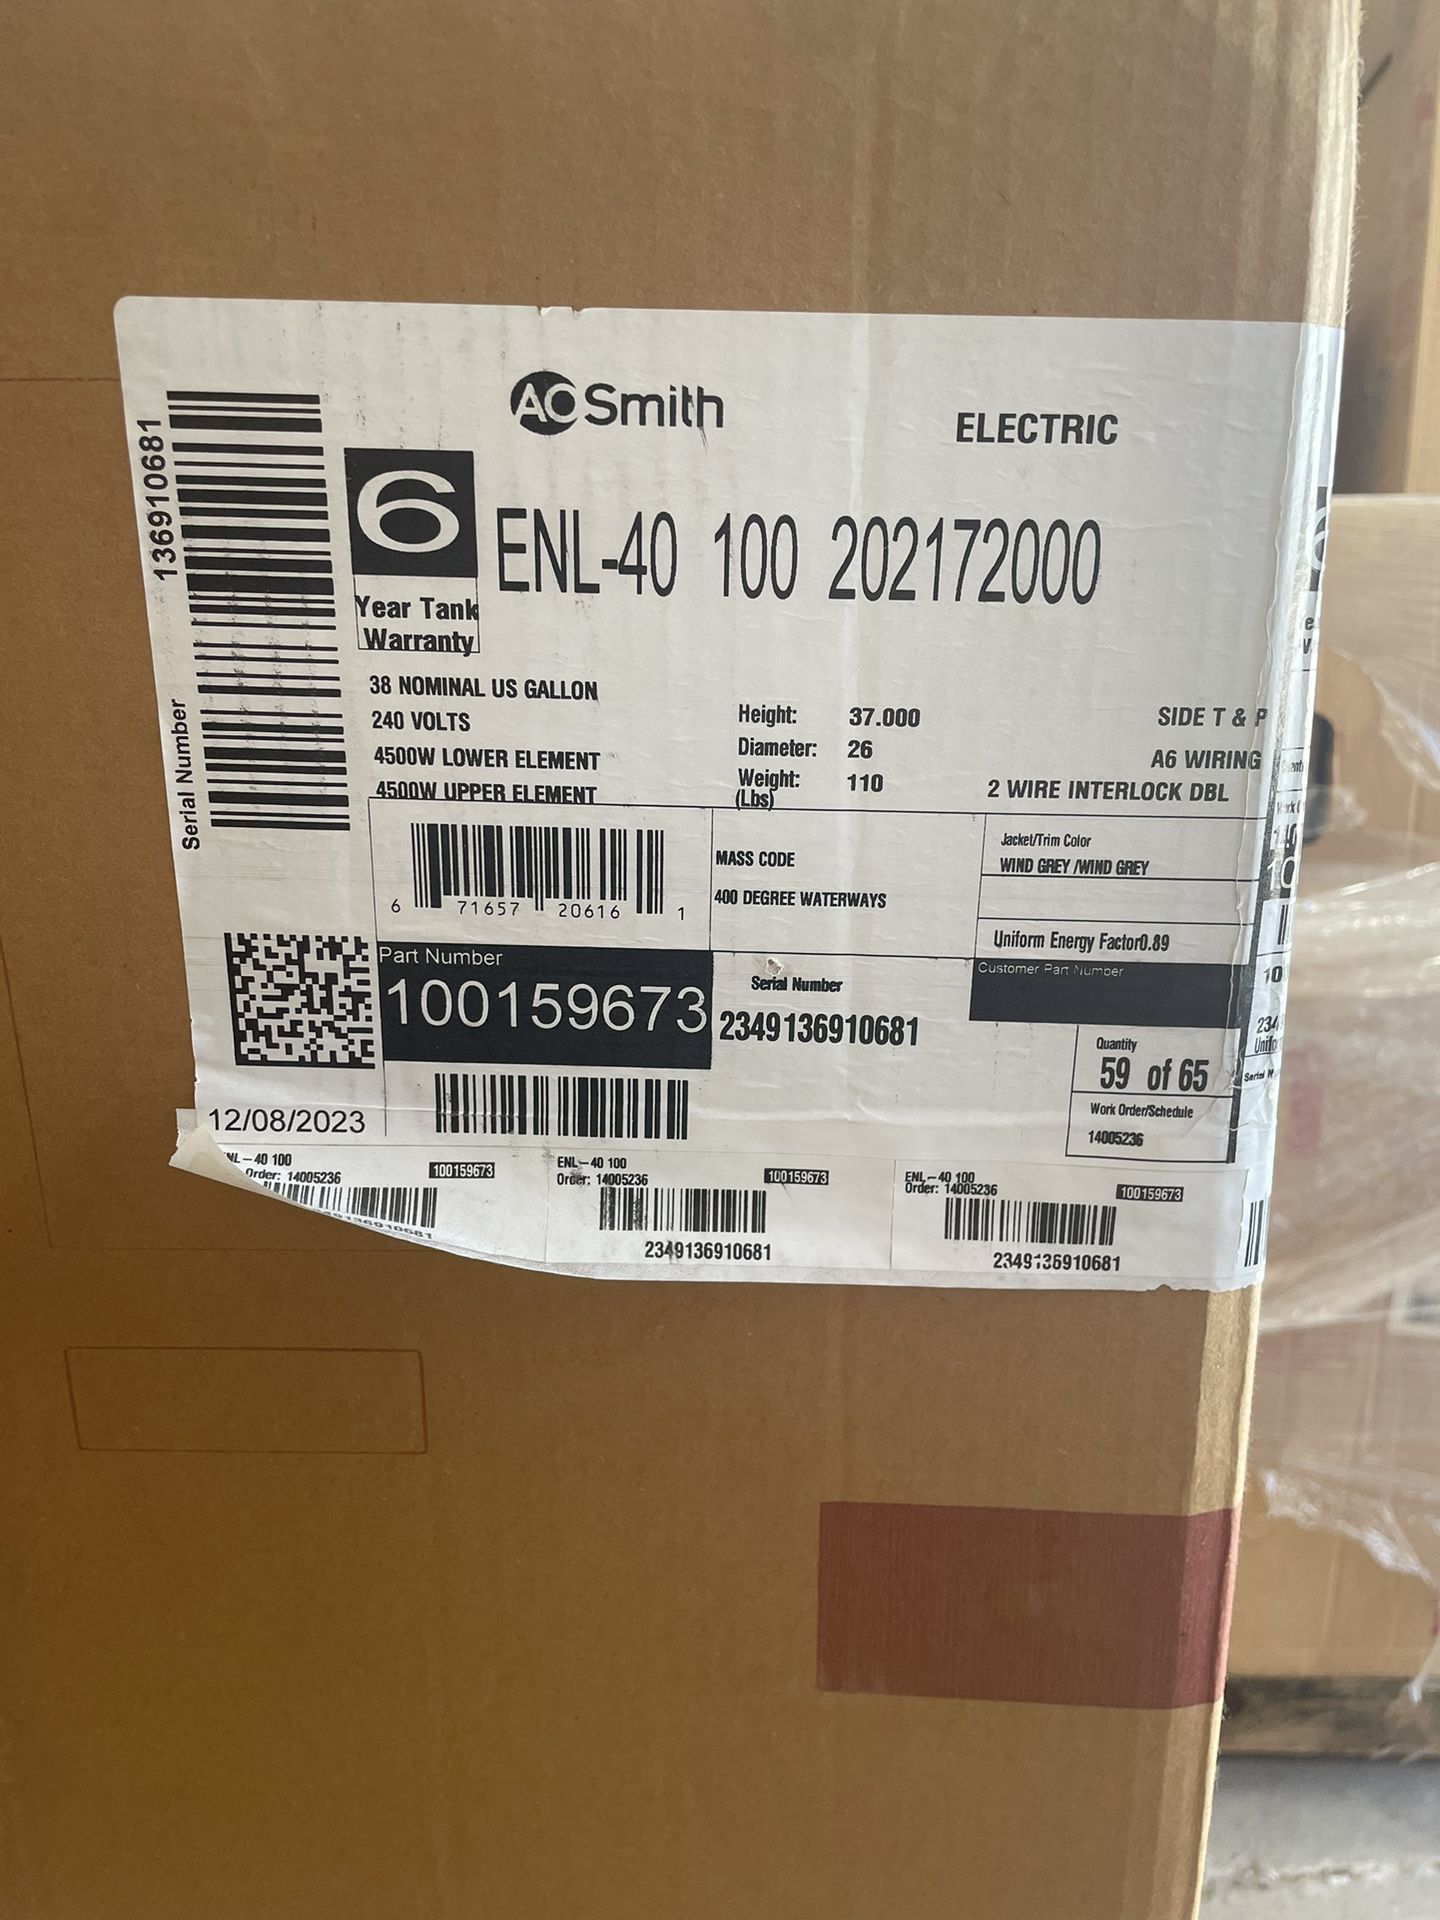 AO Smith
ELECTRIC
136910681
Serial Number
6
Year Tank
Warranty
ENL-40 100 202172000
38 NOMINAL US GALLON
240 VOLTS
4500W LOWER ELEMENT
4500W UPPER ELEMENT
Height: 37.000
Diameter: 26
Weight: 110
(Lbs)
SIDE T & P
A6 WIRING
2 WIRE INTERLOCK DBL
6 71657 20616 1
MASS CODE
400 DEGREE WATERWAYS
Jacket/Trim Color
WIND GREY /WIND GREY
Uniform Energy Factor0.89
Part Number
100159673
Serial Number
2349136910681
Customer Part Number
Quantity
59 of 65
Work Order/Schedule
14005236
12/08/2023
NL-40 100
Order: 14005236
100159673
ENL-40 100
Order: 14005236
100159673
2349136910681
ENL-40 100
Order: 14005236
100159673
2349136910681